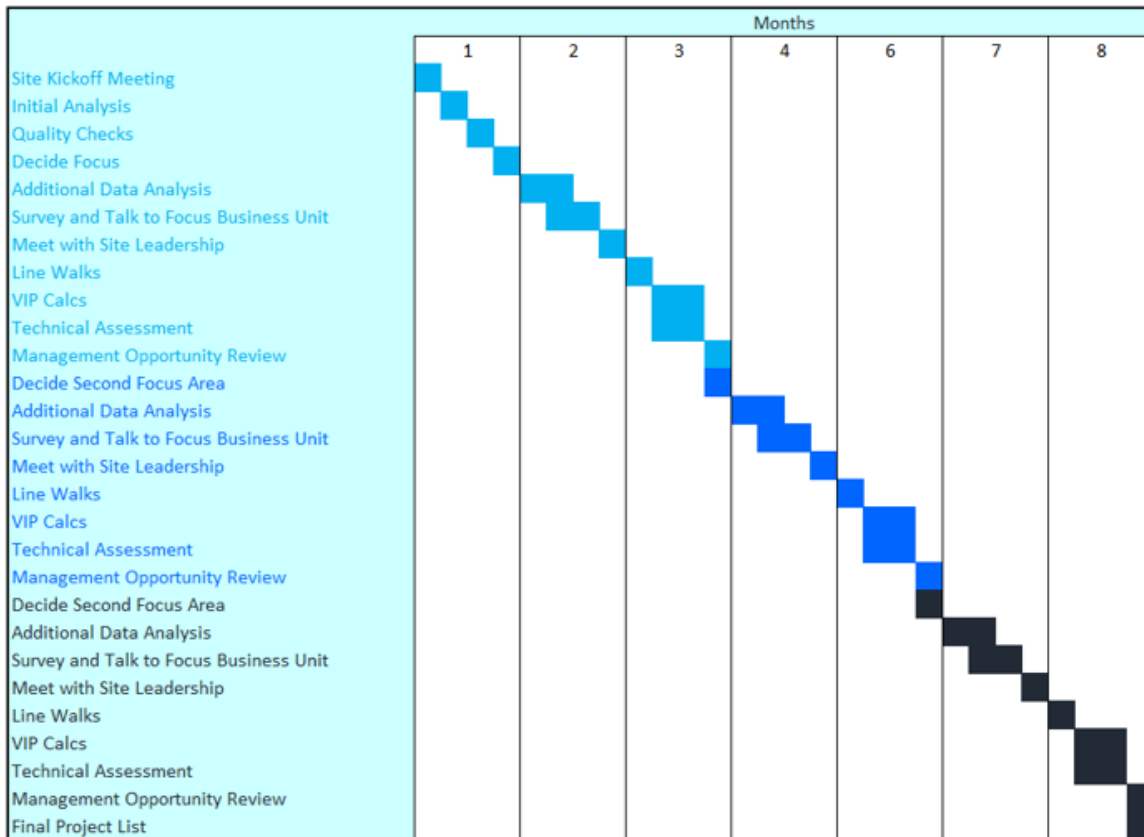 Months
1 2 3 4 6 7 8
Site Kickoff Meeting
Initial Analysis
Quality Checks
Decide Focus
Additional Data Analysis
Survey and Talk to Focus Business Unit
Meet with Site Leadership
Line Walks
VIP Calcs
Technical Assessment
Management Opportunity Review
Decide Second Focus Area
Additional Data Analysis
Survey and Talk to Focus Business Unit
Meet with Site Leadership
Line Walks
VIP Calcs
Technical Assessment
Management Opportunity Review
Decide Second Focus Area
Additional Data Analysis
Survey and Talk to Focus Business Unit
Meet with Site Leadership
Line Walks
VIP Calcs
Technical Assessment
Management Opportunity Review
Final Project List